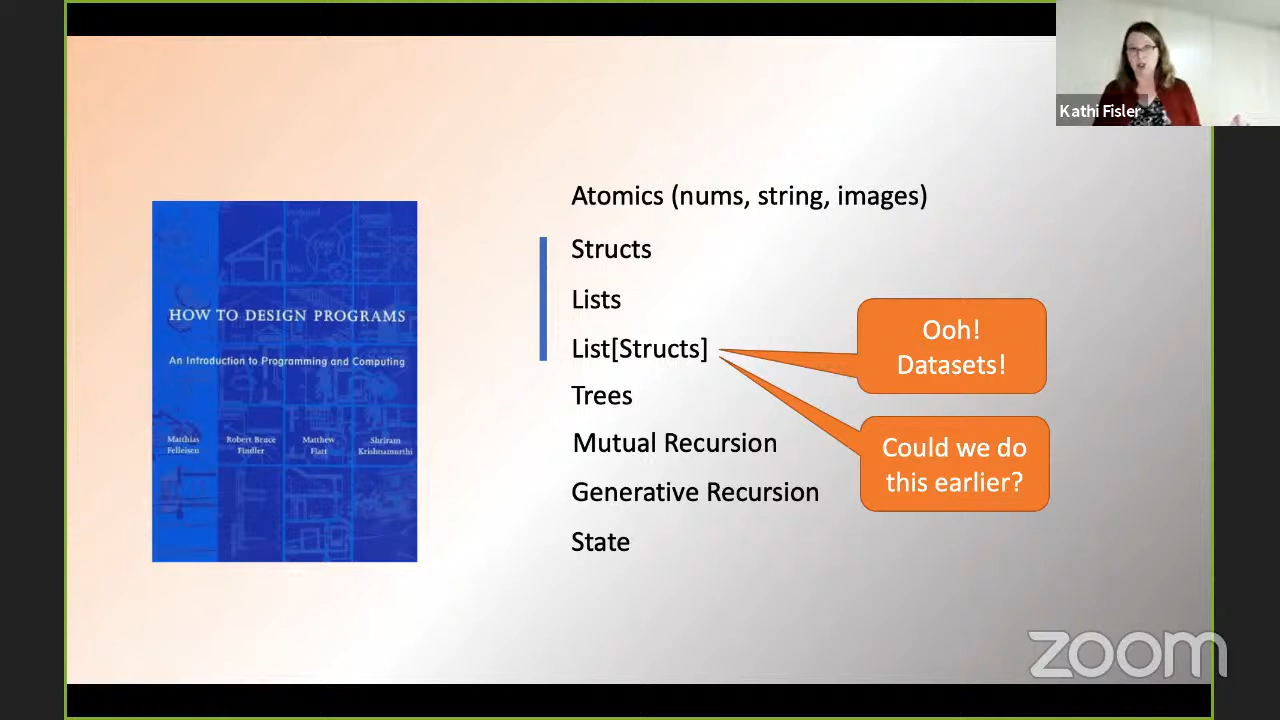 Kathi Fisler
Atomics (nums, string, images)
Structs
Lists
List[Structs]
Trees
Mutual Recursion
Generative Recursion
State
Ooh!
Datasets!
Could we do
this earlier?
HOW TO DESIGN PROGRAMS
An Introduction to Programming and Computing
Matthias
Felleisen
Robert Bruce
Findler
Matthew
Flatt
Shriram
Krishnamurthi
zoom